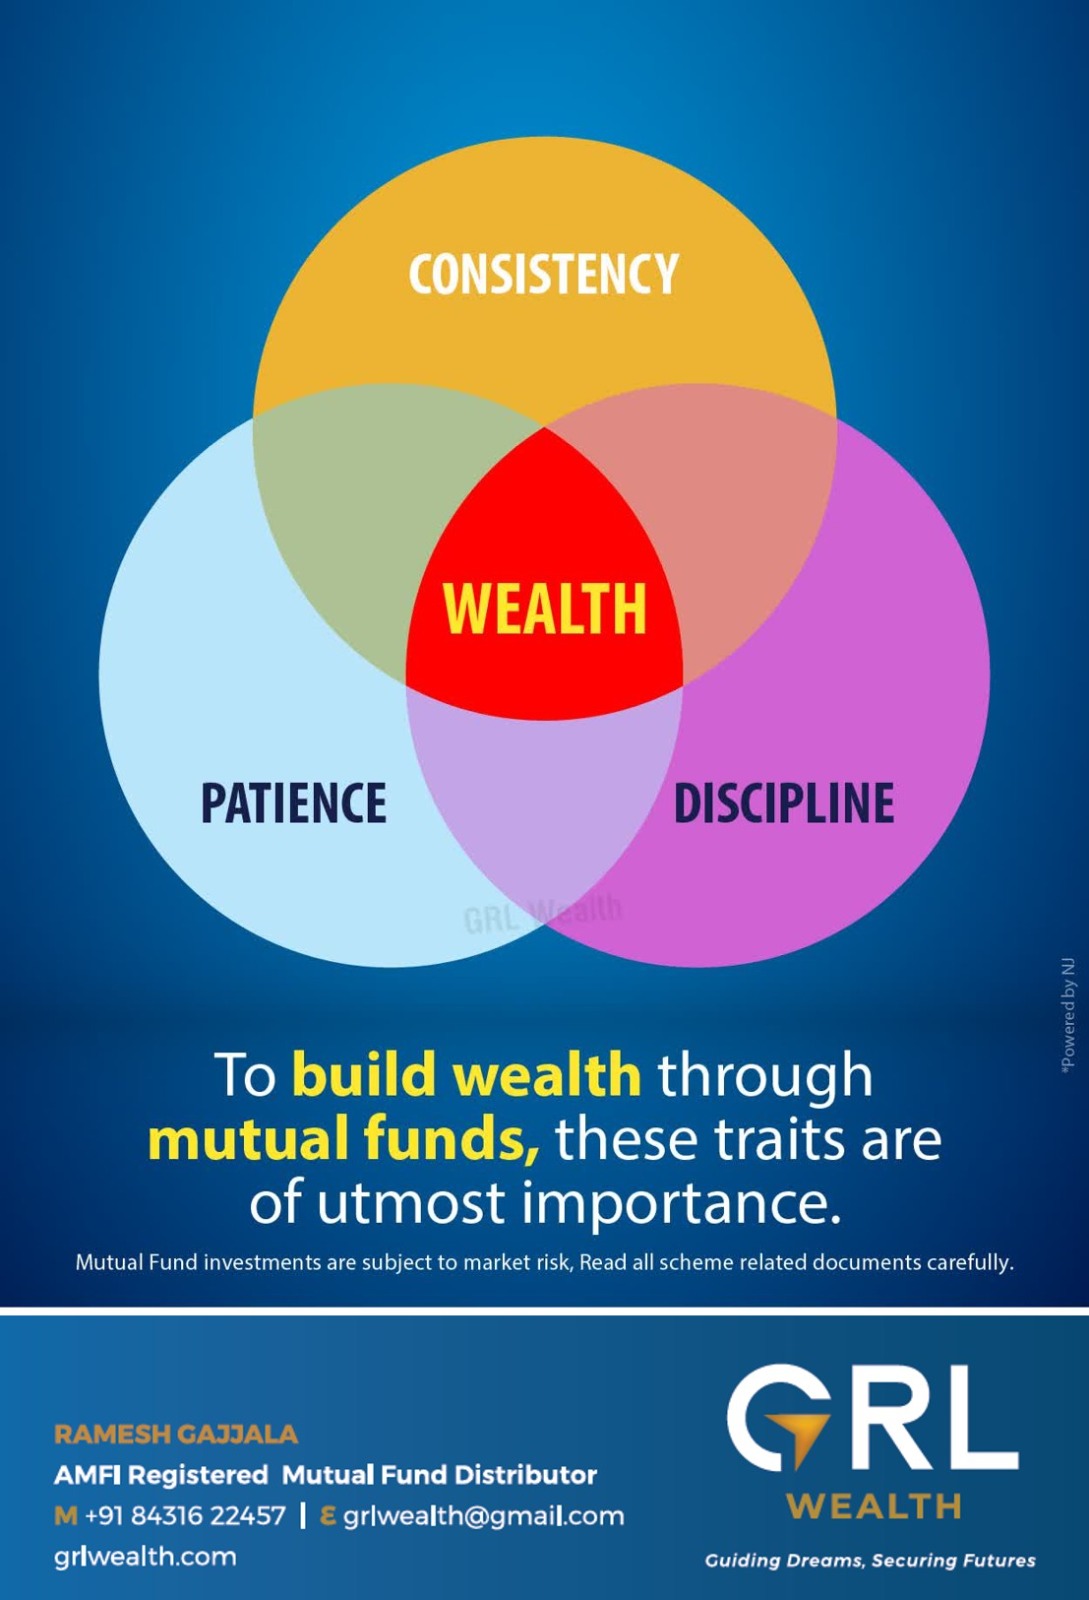 CONSISTENCY
WEALTH
PATIENCE
DISCIPLINE
GRL Wealth
*Powered by NJ
To build wealth through
mutual funds, these traits are
of utmost importance.
Mutual Fund investments are subject to market risk, Read all scheme related documents carefully.
RAMESH GAJJALA
AMFI Registered Mutual Fund Distributor
M +91 84316 22457 | E grlwealth@gmail.com
grlwealth.com
GRL
WEALTH
Guiding Dreams, Securing Futures